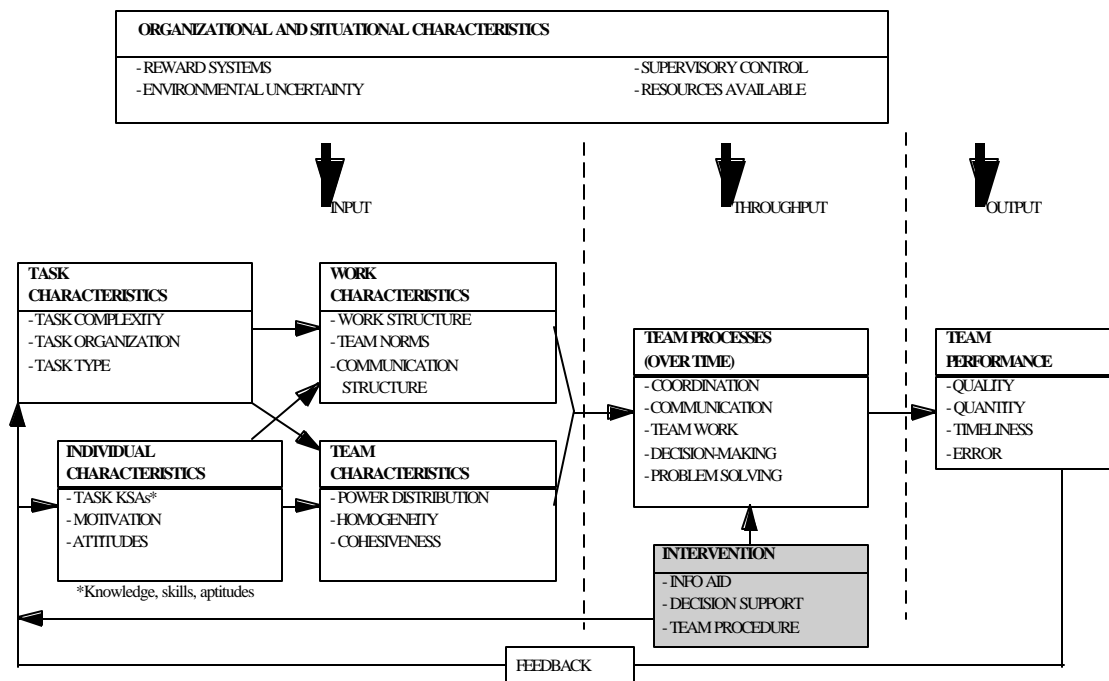 ORGANIZATIONAL AND SITUATIONAL CHARACTERISTICS
- REWARD SYSTEMS
- ENVIRONMENTAL UNCERTAINTY
- SUPERVISORY CONTROL
- RESOURCES AVAILABLE
INPUT
THROUGHPUT
OUTPUT
TASK
CHARACTERISTICS
- TASK COMPLEXITY
- TASK ORGANIZATION
- TASK TYPE
WORK
CHARACTERISTICS
- WORK STRUCTURE
- TEAM NORMS
- COMMUNICATION
STRUCTURE
INDIVIDUAL
CHARACTERISTICS
- TASK KSAs*
- MOTIVATION
- ATTITUDES
*Knowledge, skills, aptitudes
TEAM
CHARACTERISTICS
- POWER DISTRIBUTION
- HOMOGENEITY
- COHESIVENESS
TEAM PROCESSES
(OVER TIME)
- COORDINATION
- COMMUNICATION
- TEAM WORK
- DECISION-MAKING
- PROBLEM SOLVING
TEAM
PERFORMANCE
- QUALITY
- QUANTITY
- TIMELINESS
- ERROR
INTERVENTION
- INFO AID
- DECISION SUPPORT
- TEAM PROCEDURE
FEEDBACK